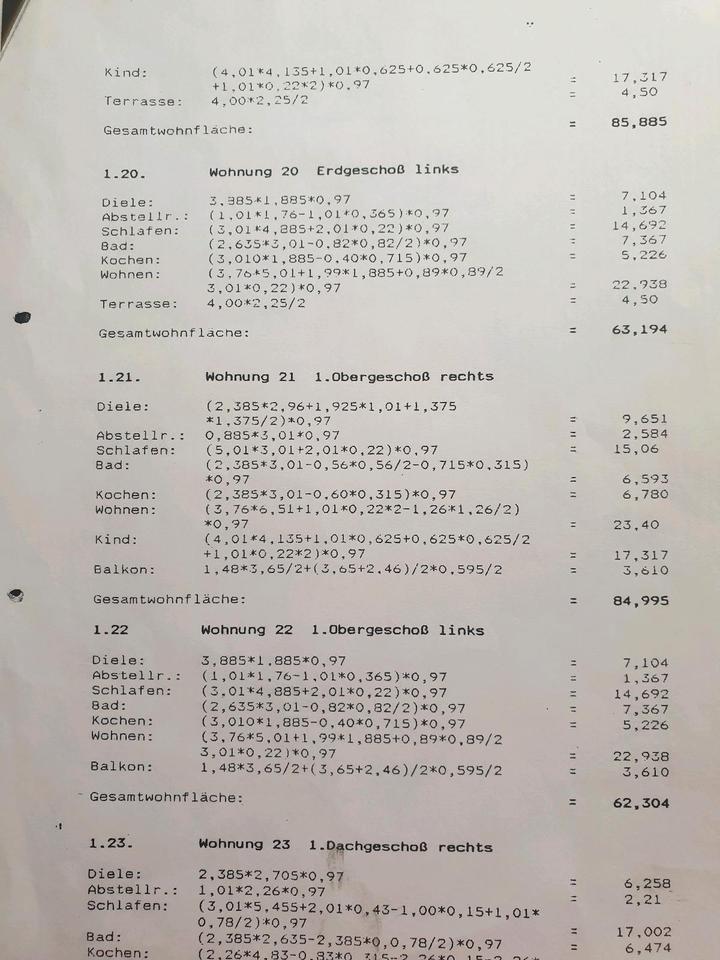 Kind: (4,01*4,135+1,01*0,625+0,625*0,625/2
+1,01*0,22*2)*0,97 = 17,317
Terrasse: 4,00*2,25/2 = 4,50
Gesamtwohnfläche: = 85,885
1.20. Wohnung 20 Erdgeschoß links
Diele: 3,885*1,885*0,97 = 7,104
Abstellr.: (1,01*1,76-1,01*0,365)*0,97 = 1,367
Schlafen: (3,01*4,885+2,01*0,22)*0,97 = 14,692
Bad: (2,635*3,01-0,82*0,82/2)*0,97 = 7,367
Kochen: (3,010*1,885-0,40*0,715)*0,97 = 5,226
Wohnen: (3,76*5,01+1,99*1,885+0,89*0,89/2
3,01*0,22)*0,97 = 22,938
Terrasse: 4,00*2,25/2 = 4,50
Gesamtwohnfläche: = 63,194
1.21. Wohnung 21 1.Obergeschoß rechts
Diele: (2,385*2,96+1,925*1,01+1,375
*1,375/2)*0,97 = 9,651
Abstellr.: 0,885*3,01*0,97 = 2,584
Schlafen: (5,01*3,01+2,01*0,22)*0,97 = 15,06
Bad: (2,385*3,01-0,56*0,56/2-0,715*0,315)
*0,97 = 6,593
Kochen: (2,385*3,01-0,60*0,315)*0,97 = 6,780
Wohnen: (3,76*6,51+1,01*0,22*2-1,26*1,26/2)
*0,97 = 23,40
Kind: (4,01*4,135+1,01*0,625+0,625*0,625/2
+1,01*0,22*2)*0,97 = 17,317
Balkon: 1,48*3,65/2+(3,65+2,46)/2*0,595/2 = 3,610
Gesamtwohnfläche: = 84,995
1.22 Wohnung 22 1.Obergeschoß links
Diele: 3,885*1,885*0,97 = 7,104
Abstellr.: (1,01*1,76-1,01*0,365)*0,97 = 1,367
Schlafen: (3,01*4,885+2,01*0,22)*0,97 = 14,692
Bad: (2,635*3,01-0,82*0,82/2)*0,97 = 7,367
Kochen: (3,010*1,885-0,40*0,715)*0,97 = 5,226
Wohnen: (3,76*5,01+1,99*1,885+0,89*0,89/2
3,01*0,22)*0,97 = 22,938
Balkon: 1,48*3,65/2+(3,65+2,46)/2*0,595/2 = 3,610
Gesamtwohnfläche: = 62,304
1.23. Wohnung 23 1.Dachgeschoß rechts
Diele: 2,385*2,705*0,97 = 6,258
Abstellr.: 1,01*2,26*0,97 = 2,21
Schlafen: (3,01*5,455+2,01*0,43-1,00*0,15+1,01*
0,78/2)*0,97 = 17,002
Bad: (2,385*2,635-2,385*0,0,78/2)*0,97 = 6,474
Kochen: